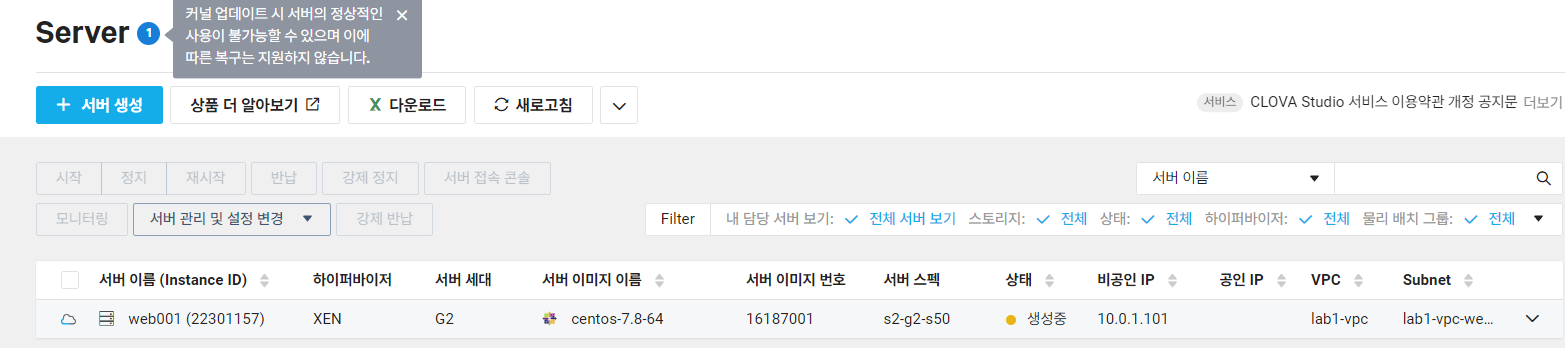 Server 1
커널 업데이트 시 서버의 정상적인
사용이 불가능할 수 있으며 이에
따른 복구는 지원하지 않습니다.
+ 서버 생성
상품 더 알아보기
다운로드
새로고침
서비스 CLOVA Studio 서비스 이용약관 개정 공지문 더보기
시작 정지 재시작 반납 강제 정지 서버 접속 콘솔
서버 이름
모니터링 서버 관리 및 설정 변경 강제 반납
Filter 내 담당 서버 보기: 전체 서버 보기 스토리지: 전체 상태: 전체 하이퍼바이저: 전체 물리 배치 그룹: 전체
서버 이름 (Instance ID) 하이퍼바이저 서버 세대 서버 이미지 이름 서버 이미지 번호 서버 스펙 상태 비공인 IP 공인 IP VPC Subnet
web001 (22301157) XEN G2 centos-7.8-64 16187001 s2-g2-s50 생성중 10.0.1.101 lab1-vpc lab1-vpc-we...